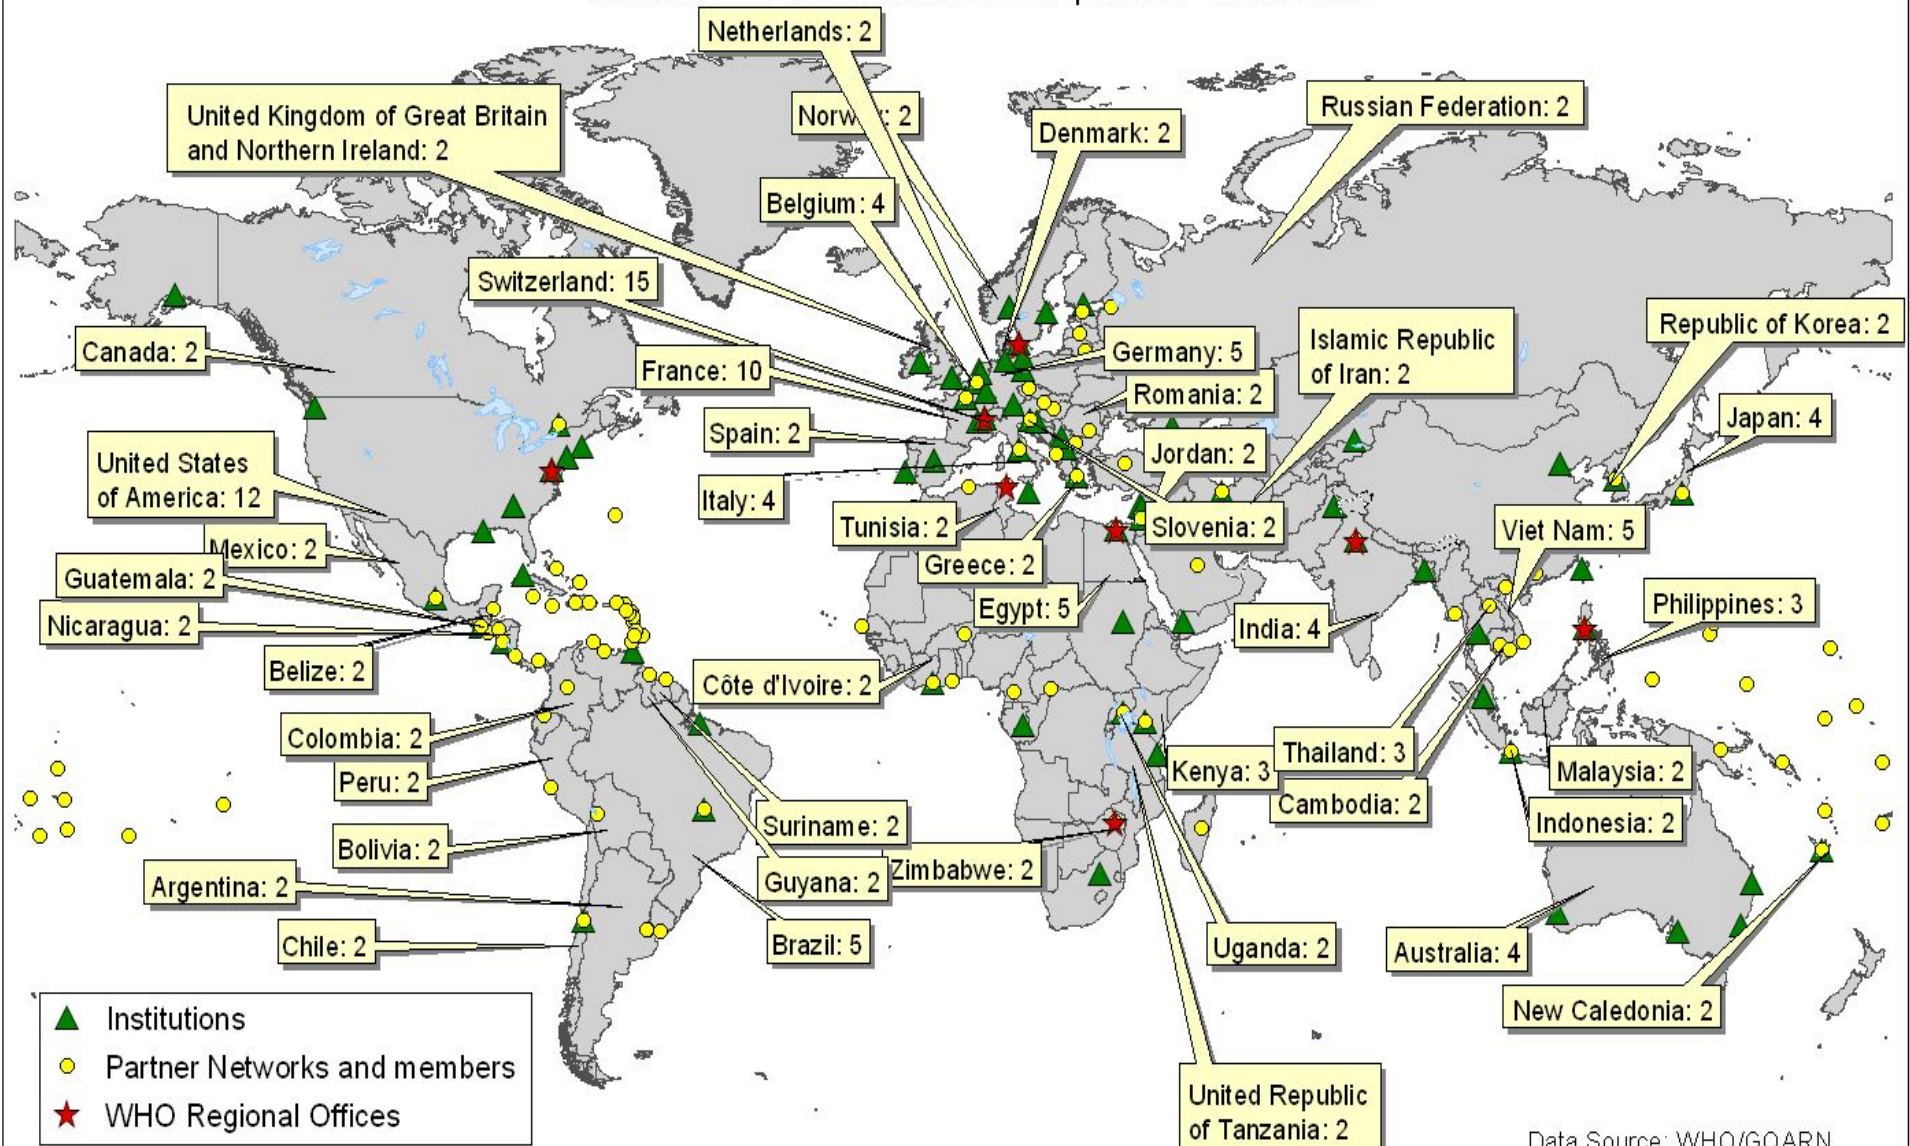 Netherlands: 2
United Kingdom of Great Britain
and Northern Ireland: 2
: 2
Denmark: 2
Russian Federation: 2
Belgium: 4
Switzerland: 15
Canada: 2
France: 10
Germany: 5
Islamic Republic
of Iran: 2
Republic of Korea: 2
Romania: 2
Japan: 4
Spain: 2
Jordan: 2
United States
of America: 12
Italy: 4
Tunisia: 2
Slovenia: 2
Viet Nam: 5
Mexico: 2
Greece: 2
Guatemala: 2
Egypt: 5
Philippines: 3
Nicaragua: 2
India: 4
Belize: 2
Côte d'Ivoire: 2
Colombia: 2
Thailand: 3
Kenya: 3
Malaysia: 2
Peru: 2
Cambodia: 2
Suriname: 2
Indonesia: 2
Bolivia: 2
Zimbabwe: 2
Guyana: 2
Argentina: 2
Chile: 2
Brazil: 5
Uganda: 2
Australia: 4
New Caledonia: 2
Institutions
Partner Networks and members
WHO Regional Offices
United Republic
of Tanzania: 2
Data Source: WHO/GOARN